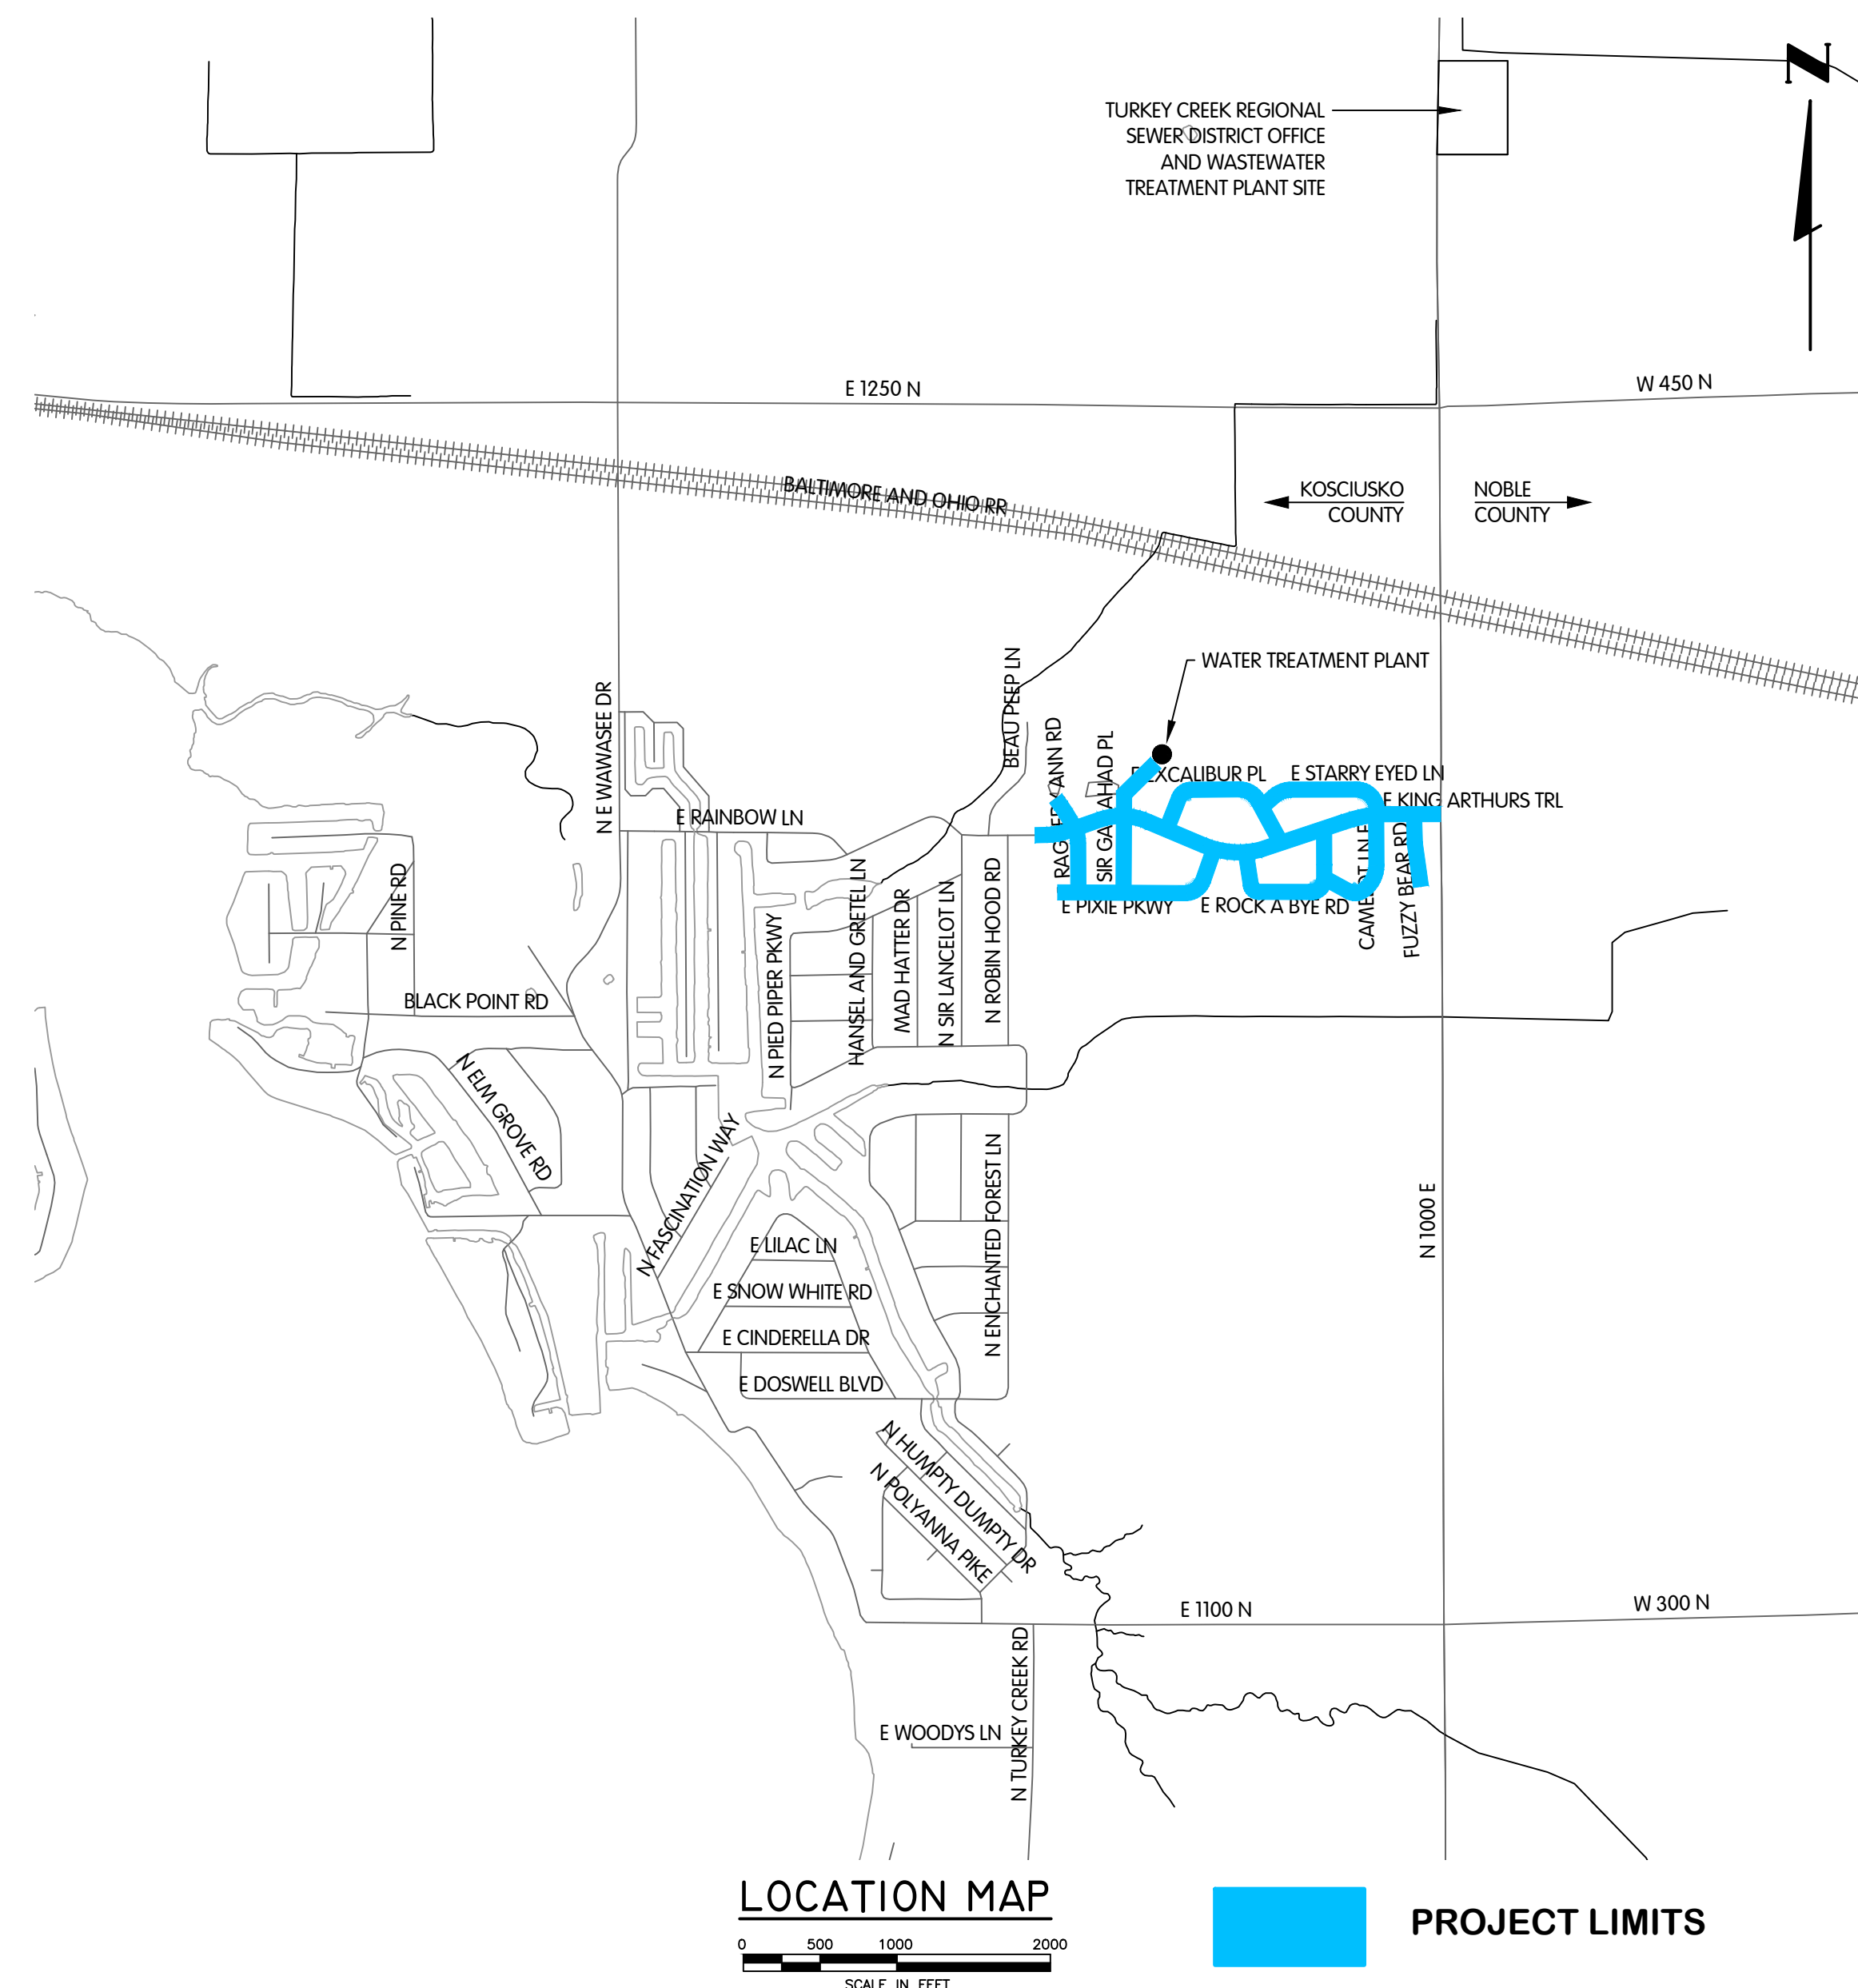 N
TURKEY CREEK REGIONAL
SEWER DISTRICT OFFICE
AND WASTEWATER
TREATMENT PLANT SITE
E 1250 N
W 450 N
BALTIMORE AND OHIO RR
KOSCIUSKO
COUNTY
NOBLE
COUNTY
WATER TREATMENT PLANT
N E WAWASEE DR
BEAU PEEP LN
ANN RD
SIR GALAHAD PL
E EXCALIBUR PL
E STARRY EYED LN
E KING ARTHURS TRL
E RAINBOW LN
N PINE RD
HANSEL AND GRETEL LN
MAD HATTER DR
N SIR LANCELOT LN
N ROBIN HOOD RD
E PIXIE PKWY
E ROCK A BYE RD
CAMELOT LN E
FUZZY BEAR RD
N PIED PIPER PKWY
BLACK POINT RD
N ELM GROVE RD
N FASCINATION WAY
N ENCHANTED FOREST LN
N 1000 E
E LILAC LN
E SNOW WHITE RD
E CINDERELLA DR
E DOSWELL BLVD
N HUMPTY DUMPTY DR
N POLYANNA PIKE
E 1100 N
W 300 N
N TURKEY CREEK RD
E WOODYS LN
LOCATION MAP
0 500 1000 2000
SCALE IN FEET
PROJECT LIMITS